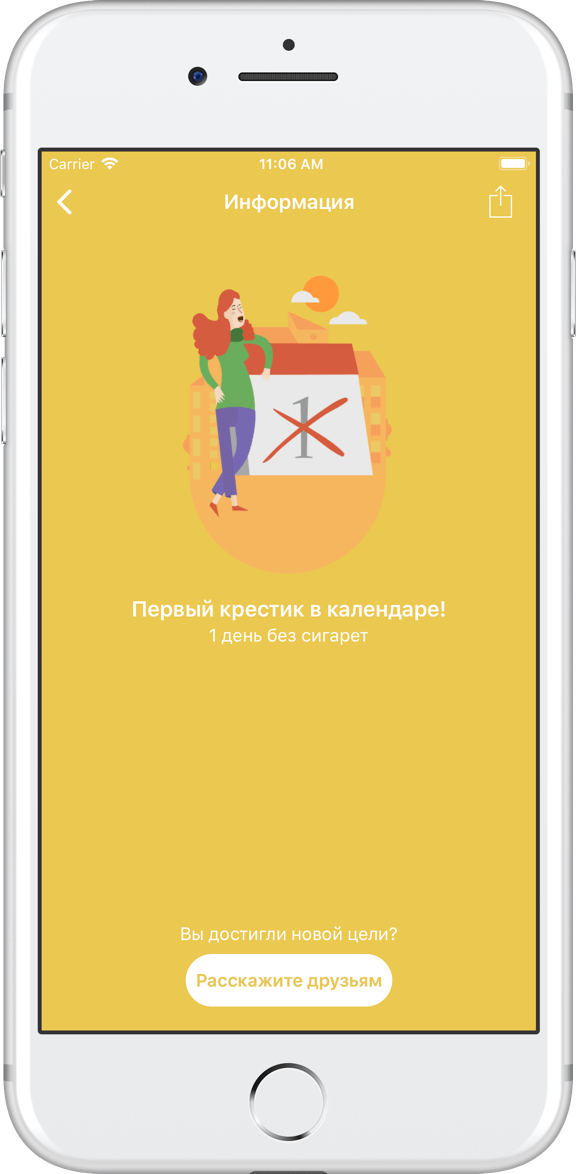 Carrier 11:06 AM
Информация
1
Первый крестик в календаре!
1 день без сигарет
Вы достигли новой цели?
Расскажите друзьям